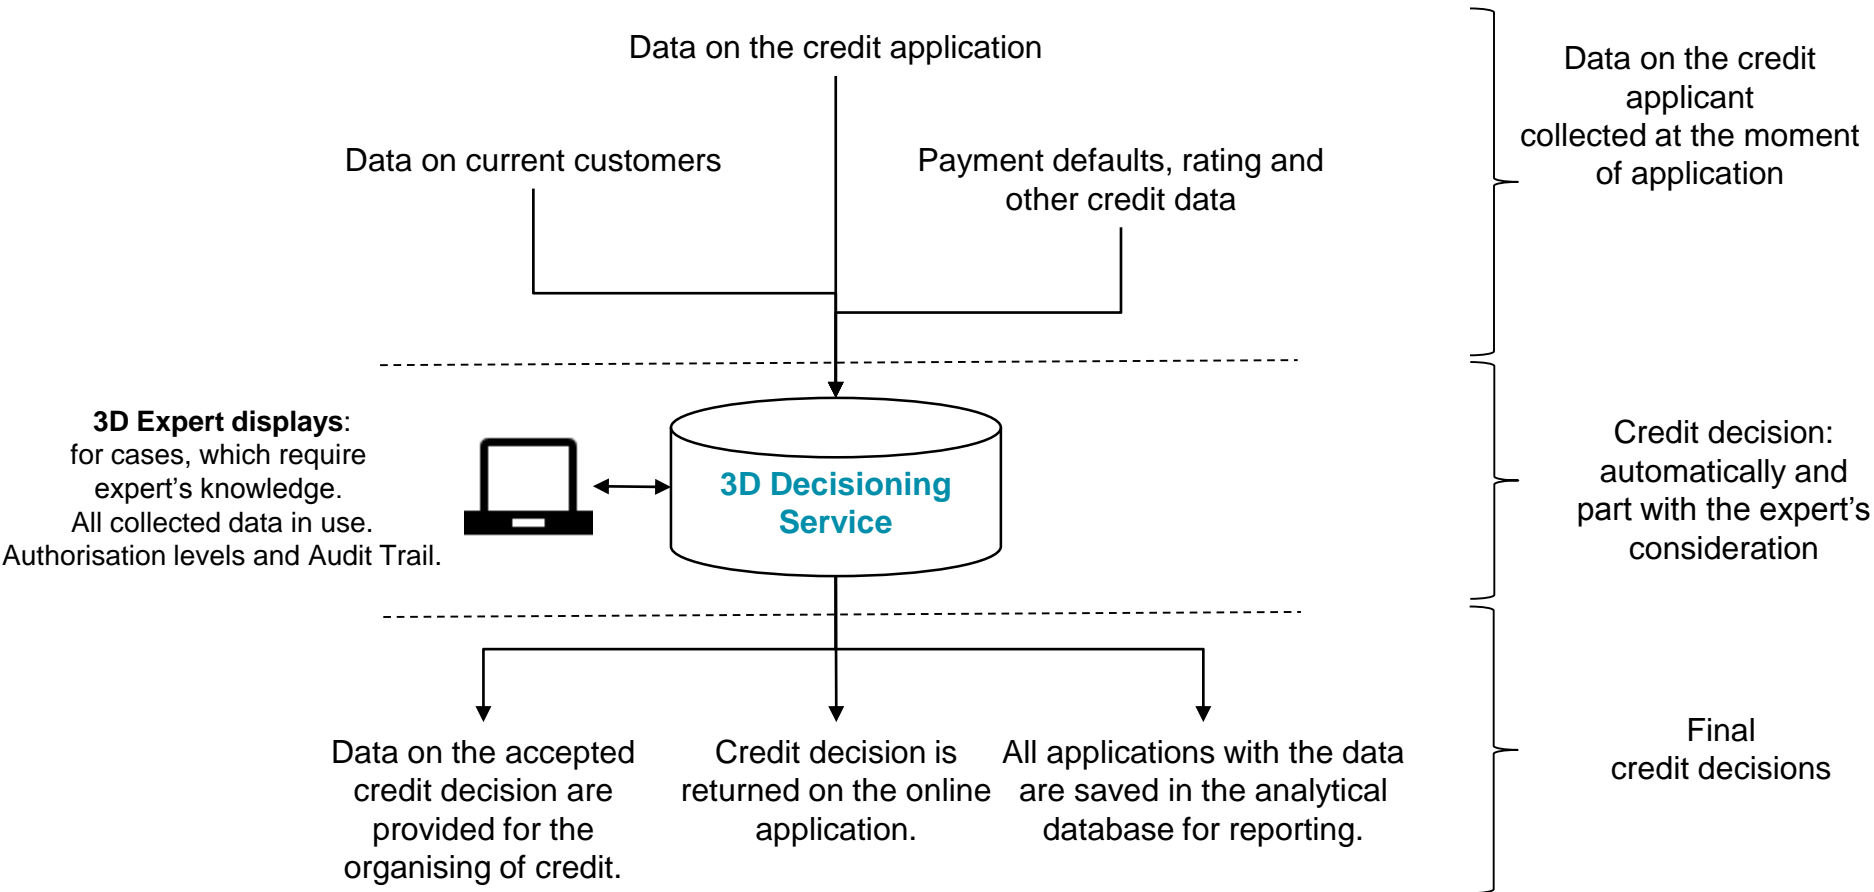 Data on the credit application
Data on current customers
Payment defaults, rating and
other credit data
Data on the credit
applicant
collected at the moment
of application
3D Expert displays:
for cases, which require
expert's knowledge.
All collected data in use.
Authorisation levels and Audit Trail.
3D Decisioning
Service
Credit decision:
automatically and
part with the expert's
consideration
Data on the accepted
credit decision are
provided for the
organising of credit.
Credit decision is
returned on the online
application.
All applications with the data
are saved in the analytical
database for reporting.
Final
credit decisions